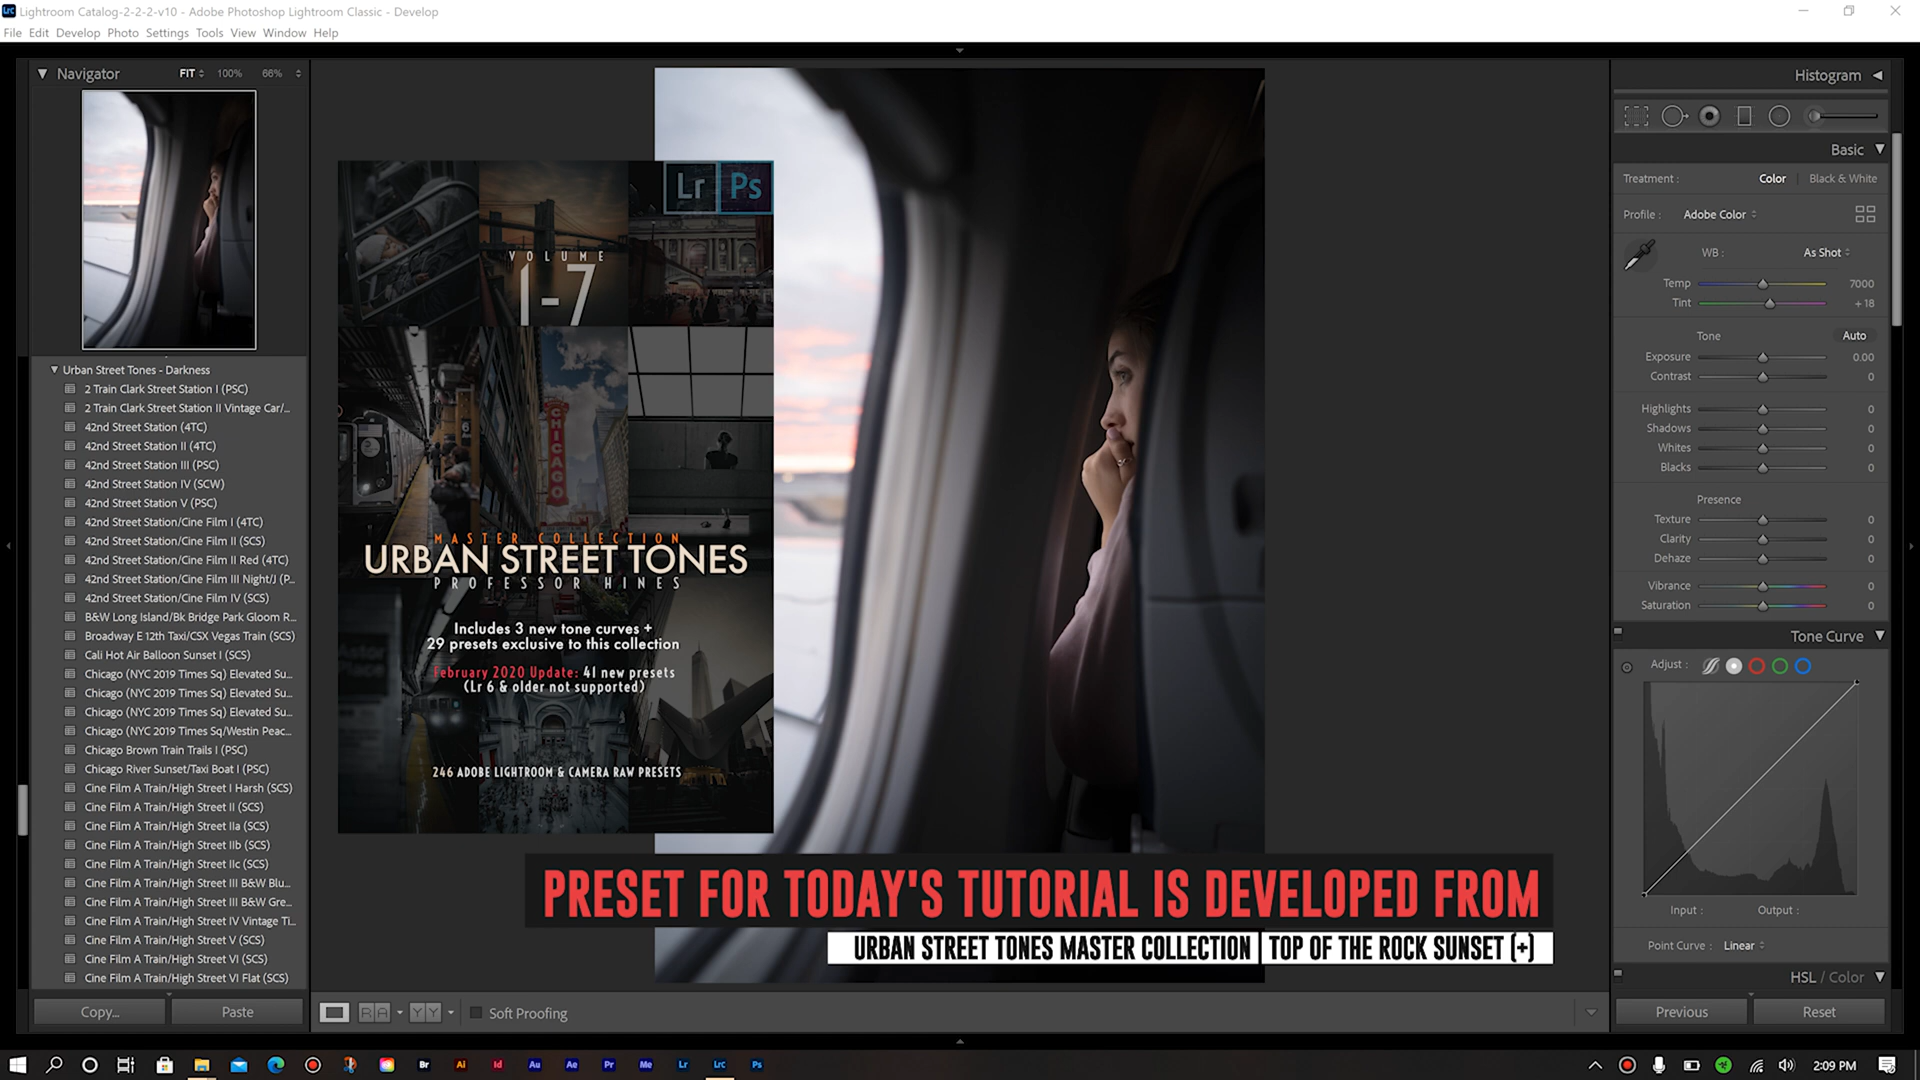 Lightroom Catalog-2-2-2-v10 - Adobe Photoshop Lightroom Classic - Develop
File Edit Develop Photo Settings Tools View Window Help
Navigator FIT 100% 66%
Urban Street Tones - Darkness
2 Train Clark Street Station I (PSC)
2 Train Clark Street Station II Vintage Car/...
42nd Street Station (4TC)
42nd Street Station II (4TC)
42nd Street Station III (PSC)
42nd Street Station IV (SCW)
42nd Street Station V (PSC)
42nd Street Station/Cine Film I (4TC)
42nd Street Station/Cine Film II (SCS)
42nd Street Station/Cine Film II Red (4TC)
42nd Street Station/Cine Film III Night/J (P...
42nd Street Station/Cine Film IV (SCS)
B&W Long Island/Bk Bridge Park Gloom R...
Broadway E 12th Taxi/CSX Vegas Train (SCS)
Cali Hot Air Balloon Sunset I (SCS)
Chicago (NYC 2019 Times Sq) Elevated Su...
Chicago (NYC 2019 Times Sq) Elevated Su...
Chicago (NYC 2019 Times Sq) Elevated Su...
Chicago (NYC 2019 Times Sq/Westin Peac...
Chicago Brown Train Trails I (PSC)
Chicago River Sunset/Taxi Boat I (PSC)
Cine Film A Train/High Street I Harsh (SCS)
Cine Film A Train/High Street II (SCS)
Cine Film A Train/High Street IIa (SCS)
Cine Film A Train/High Street IIb (SCS)
Cine Film A Train/High Street IIc (SCS)
Cine Film A Train/High Street III B&W Blu...
Cine Film A Train/High Street III B&W Gre...
Cine Film A Train/High Street IV Vintage Ti...
Cine Film A Train/High Street V (SCS)
Cine Film A Train/High Street VI (SCS)
Cine Film A Train/High Street VI Flat (SCS)
Copy... Paste
Lr Ps
VOLUME
1-7
6
CHICAGO
MASTER COLLECTION
URBAN STREET TONES
PROFESSOR HINES
Includes 3 new tone curves +
29 presets exclusive to this collection
February 2020 Update: 41 new presets
(Lr 6 & older not supported)
246 ADOBE LIGHTROOM & CAMERA RAW PRESETS
PRESET FOR TODAY'S TUTORIAL IS DEVELOPED FROM
URBAN STREET TONES MASTER COLLECTION | TOP OF THE ROCK SUNSET (+)
RA YY Soft Proofing
Histogram
Basic
Treatment : Color Black & White
Profile : Adobe Color
WB : As Shot
Temp 7000
Tint + 18
Tone Auto
Exposure 0.00
Contrast 0
Highlights 0
Shadows 0
Whites 0
Blacks 0
Presence
Texture 0
Clarity 0
Dehaze 0
Vibrance 0
Saturation 0
Tone Curve
Adjust :
Input : Output :
Point Curve : Linear
HSL / Color
Previous Reset
Br Ai Id Au Ae Pr Me Lr Lrc Ps
2:09 PM